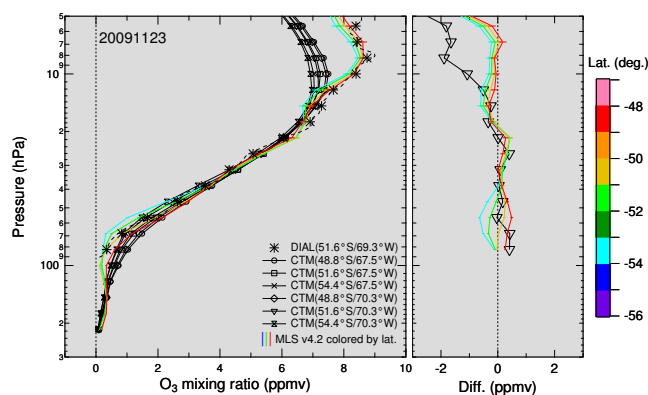 20091123
Pressure (hPa)
5
6
7
8
9
10
2
3
4
5
6
7
8
9
100
2
3
DIAL(51.6°S/69.3°W)
CTM(48.8°S/67.5°W)
CTM(51.6°S/67.5°W)
CTM(54.4°S/67.5°W)
CTM(48.8°S/70.3°W)
CTM(51.6°S/70.3°W)
CTM(54.4°S/70.3°W)
MLS v4.2 colored by lat.
0 2 4 6 8 10
O₃ mixing ratio (ppmv)
-2 0 2
Diff. (ppmv)
Lat. (deg.)
-48
-50
-52
-54
-56